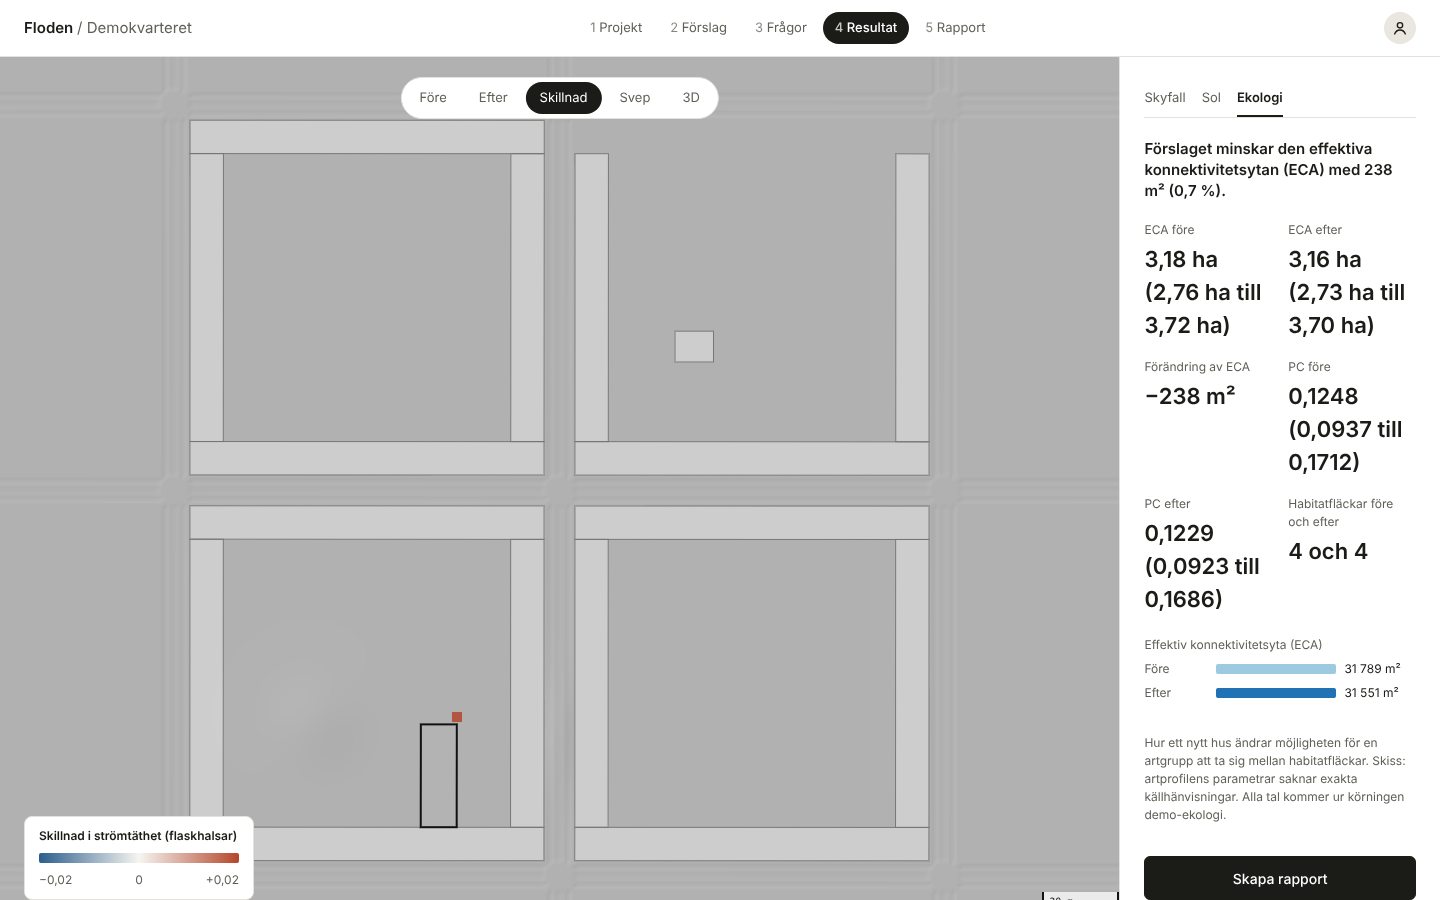 Floden / Demokvarteret
1 Projekt
2 Förslag
3 Frågor
4 Resultat
5 Rapport
Före
Efter
Skillnad
Svep
3D
Skyfall
Sol
Ekologi
Förslaget minskar den effektiva
konnektivitetsytan (ECA) med 238
m² (0,7 %).
ECA före
3,18 ha
(2,76 ha till
3,72 ha)
ECA efter
3,16 ha
(2,73 ha till
3,70 ha)
Förändring av ECA
−238 m²
PC före
0,1248
(0,0937 till
0,1712)
PC efter
0,1229
(0,0923 till
0,1686)
Habitatfläckar före
och efter
4 och 4
Effektiv konnektivitetsyta (ECA)
Före 31 789 m²
Efter 31 551 m²
Hur ett nytt hus ändrar möjligheten för en
artgrupp att ta sig mellan habitatfläckar. Skiss:
artprofilens parametrar saknar exakta
källhänvisningar. Alla tal kommer ur körningen
demo-ekologi.
Skapa rapport
Skillnad i strömtäthet (flaskhalsar)
−0,02 0 +0,02